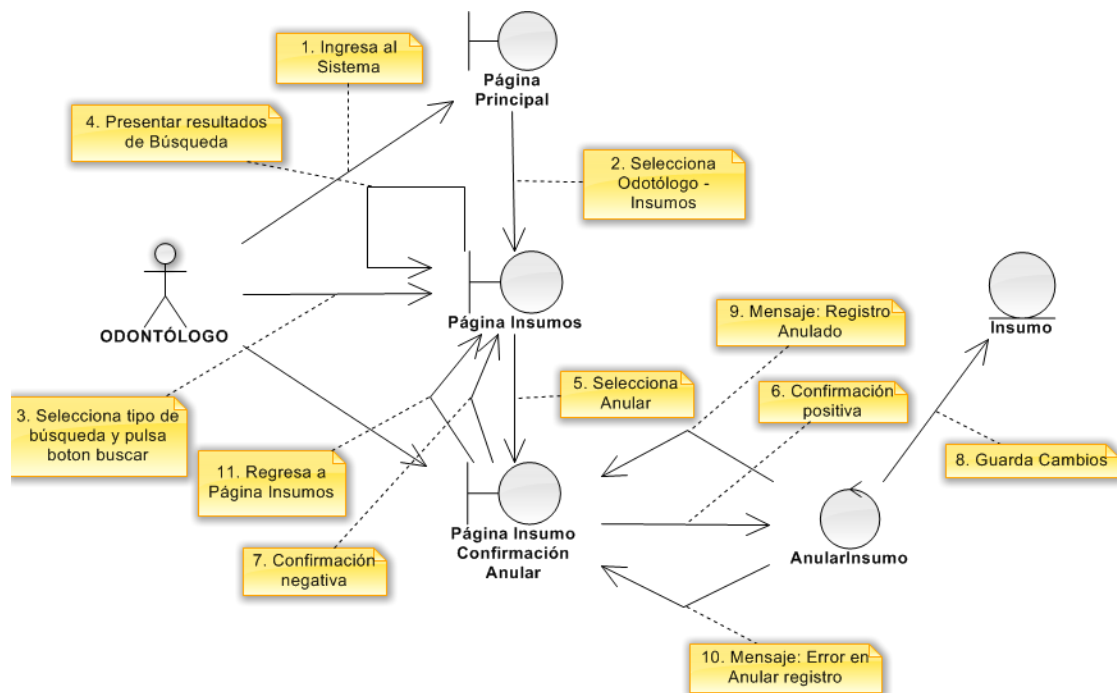 1. Ingresa al
Sistema
Página
Principal
4. Presentar resultados
de Búsqueda
2. Selecciona
Odotólogo -
Insumos
ODONTÓLOGO
Página Insumos
Insumo
9. Mensaje: Registro
Anulado
5. Selecciona
Anular
6. Confirmación
positiva
3. Selecciona tipo de
búsqueda y pulsa
boton buscar
11. Regresa a
Página Insumos
8. Guarda Cambios
Página Insumo
Confirmación
Anular
AnularInsumo
7. Confirmación
negativa
10. Mensaje: Error en
Anular registro